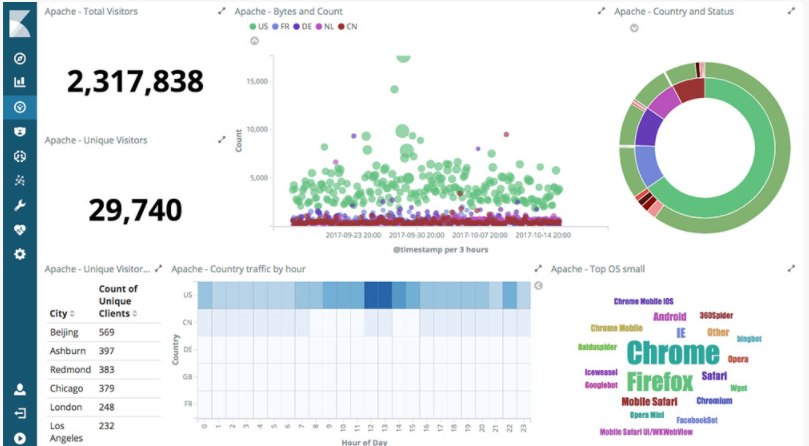 Apache - Total Visitors
2,317,838
Apache - Unique Visitors
29,740
Apache - Bytes and Count
US FR DE NL CN
15,000
10,000
5,000
0
Count
2017-09-23 20:00 2017-09-30 20:00 2017-10-07 20:00 2017-10-14 20:00
@timestamp per 3 hours
Apache - Country and Status
Apache - Unique Visitor...
City Count of Unique Clients:
Beijing 569
Ashburn 397
Redmond 383
Chicago 379
London 248
Los Angeles 232
Apache - Country traffic by hour
US
CN
DE
GB
FR
Country
0 1 2 3 4 5 6 7 8 9 10 11 12 13 14 15 16 17 18 19 20 21 22 23
Hour of Day
Apache - Top OS small
Chrome Mobile iOS
Android 360Spider
Chrome Mobile IE Other
blogbot
Baiduspider Chrome
Opera
Iceweasel Firefox Safari
Googlebot Wget
Mobile Safari Chromium
Opera Mini FacebookBot
Mobile Safari UI/WKWebView